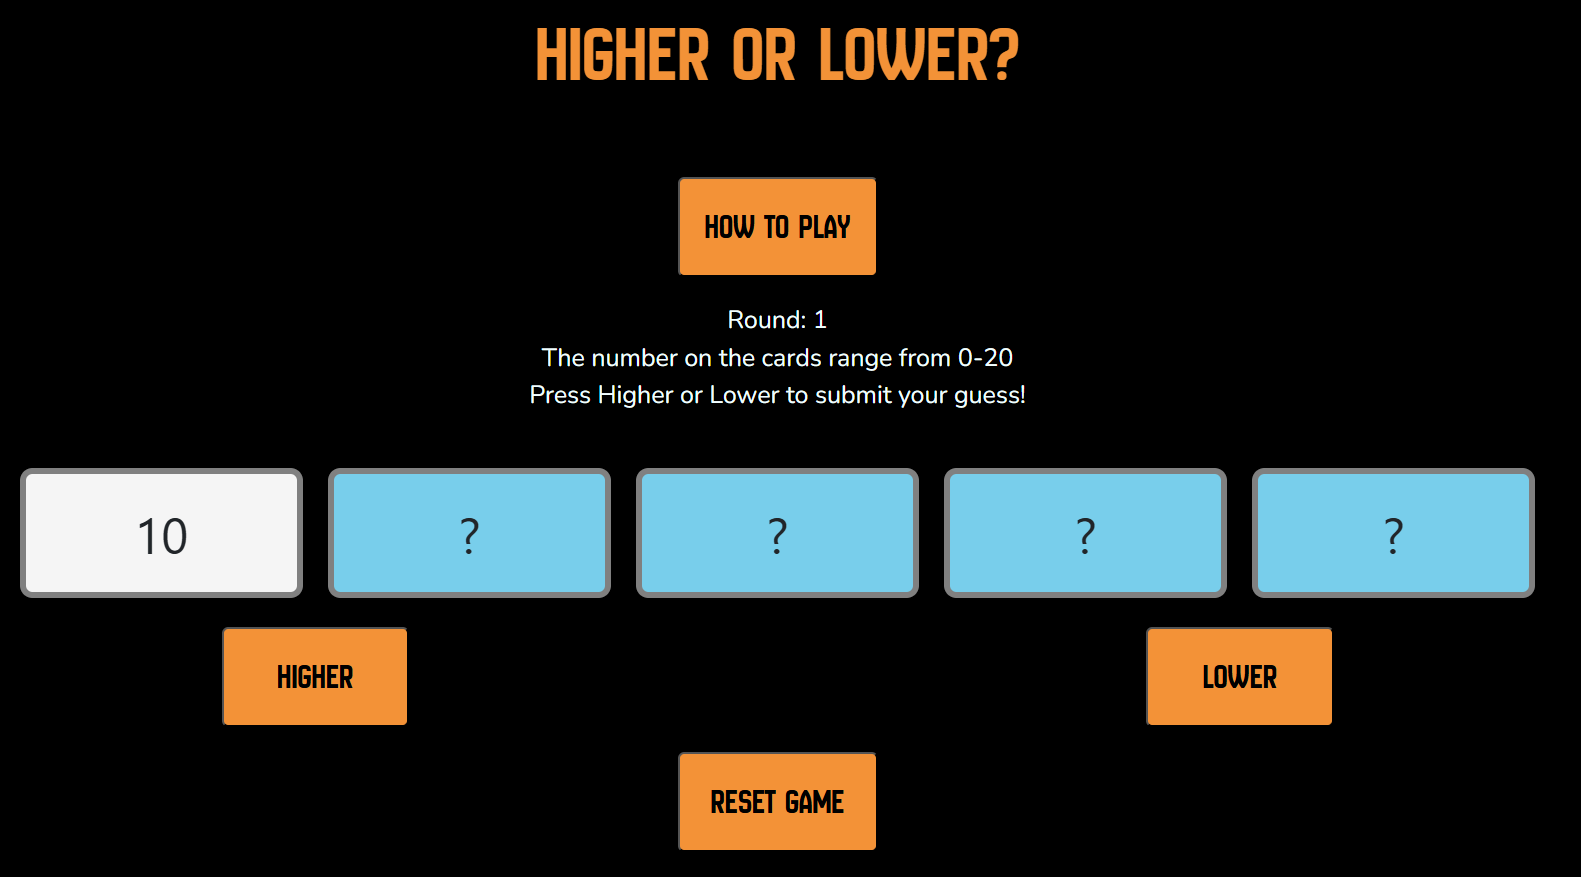 HIGHER OR LOWER?
HOW TO PLAY
Round: 1
The number on the cards range from 0-20
Press Higher or Lower to submit your guess!
10 ? ? ? ?
HIGHER LOWER
RESET GAME